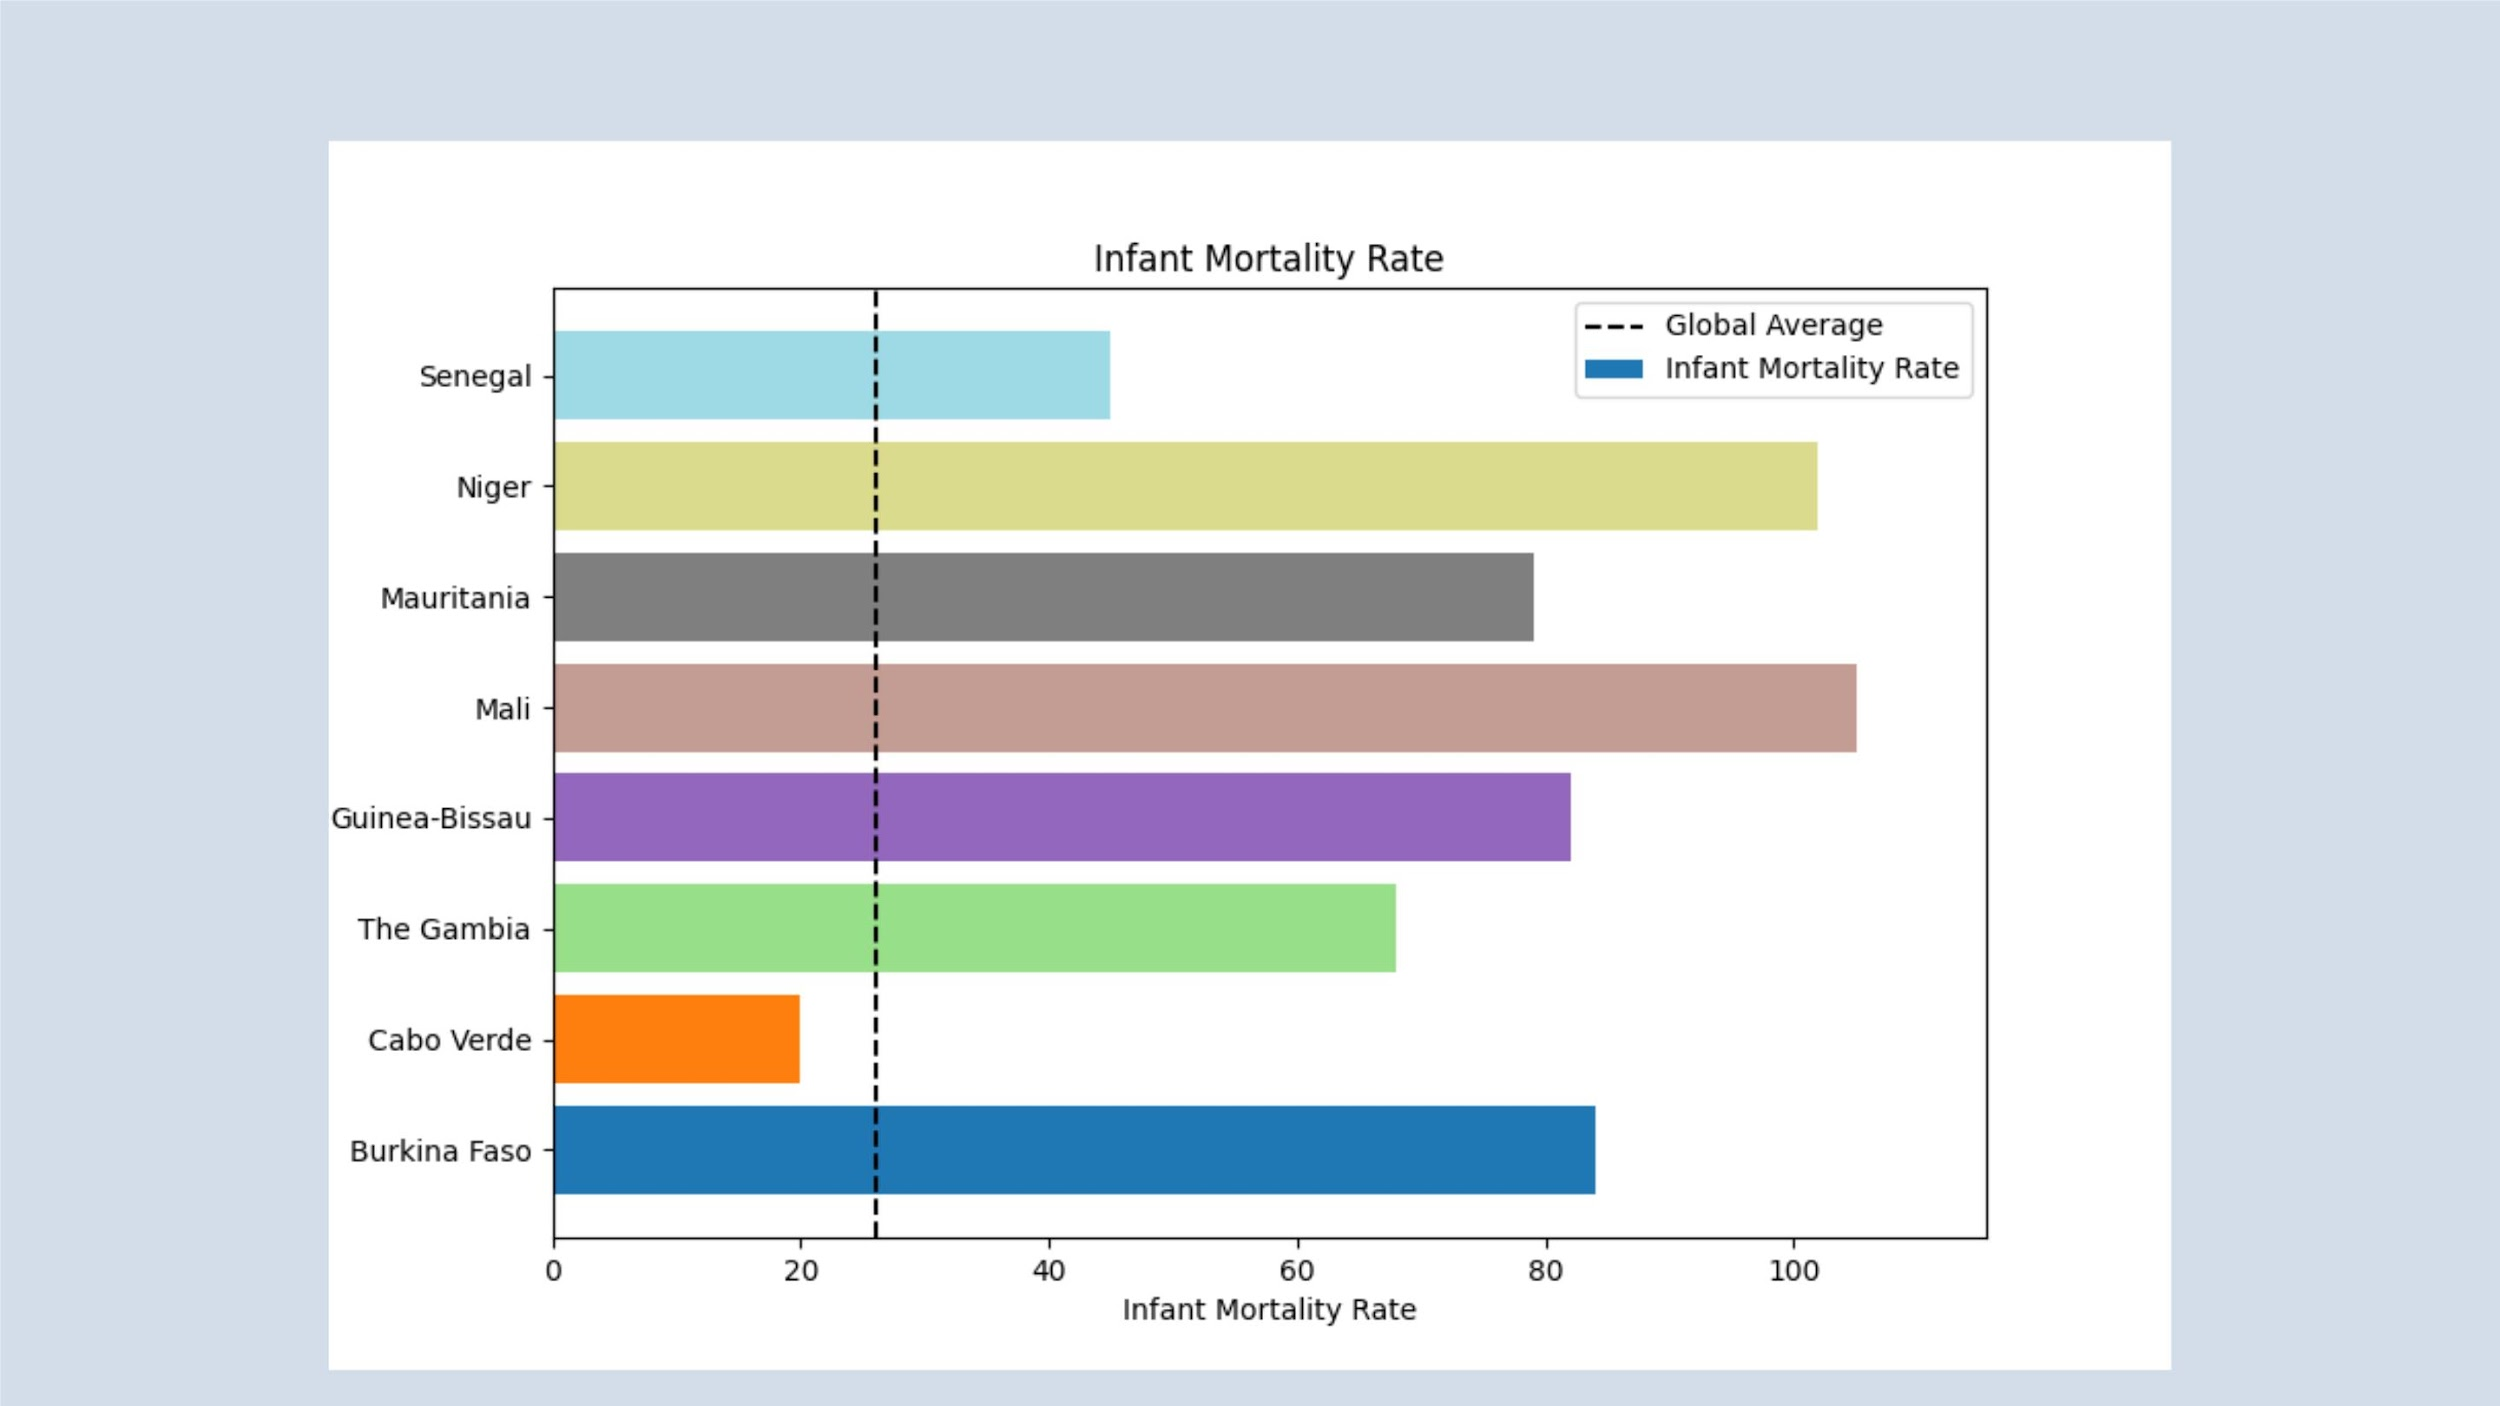 Infant Mortality Rate
Global Average
Infant Mortality Rate
Senegal
Niger
Mauritania
Mali
Guinea-Bissau
The Gambia
Cabo Verde
Burkina Faso
0 20 40 60 80 100
Infant Mortality Rate